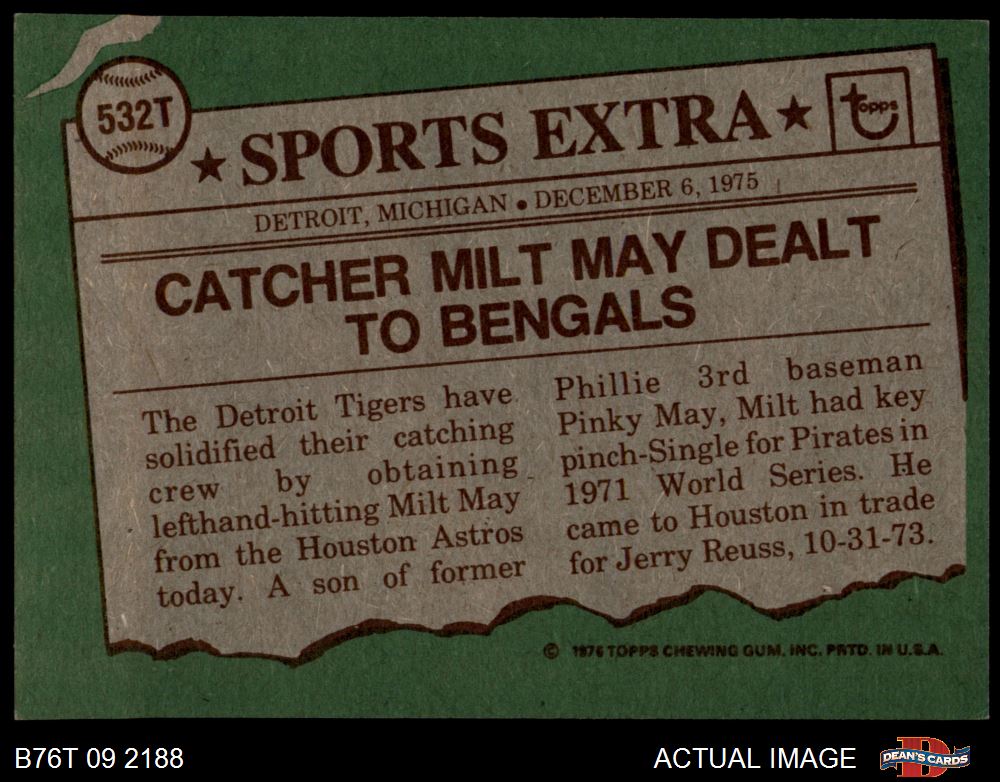 532T
★ SPORTS EXTRA ★
topps
DETROIT, MICHIGAN • DECEMBER 6, 1975
CATCHER MILT MAY DEALT
TO BENGALS
The Detroit Tigers have
solidified their catching
crew by obtaining
lefthand-hitting Milt May
from the Houston Astros
today. A son of former
Phillie 3rd baseman
Pinky May, Milt had key
pinch-Single for Pirates in
1971 World Series. He
came to Houston in trade
for Jerry Reuss, 10-31-73.
© 1976 TOPPS CHEWING GUM, INC. PRTD. IN U.S.A.
B76T 09 2188
ACTUAL IMAGE
DEAN'S CARDS